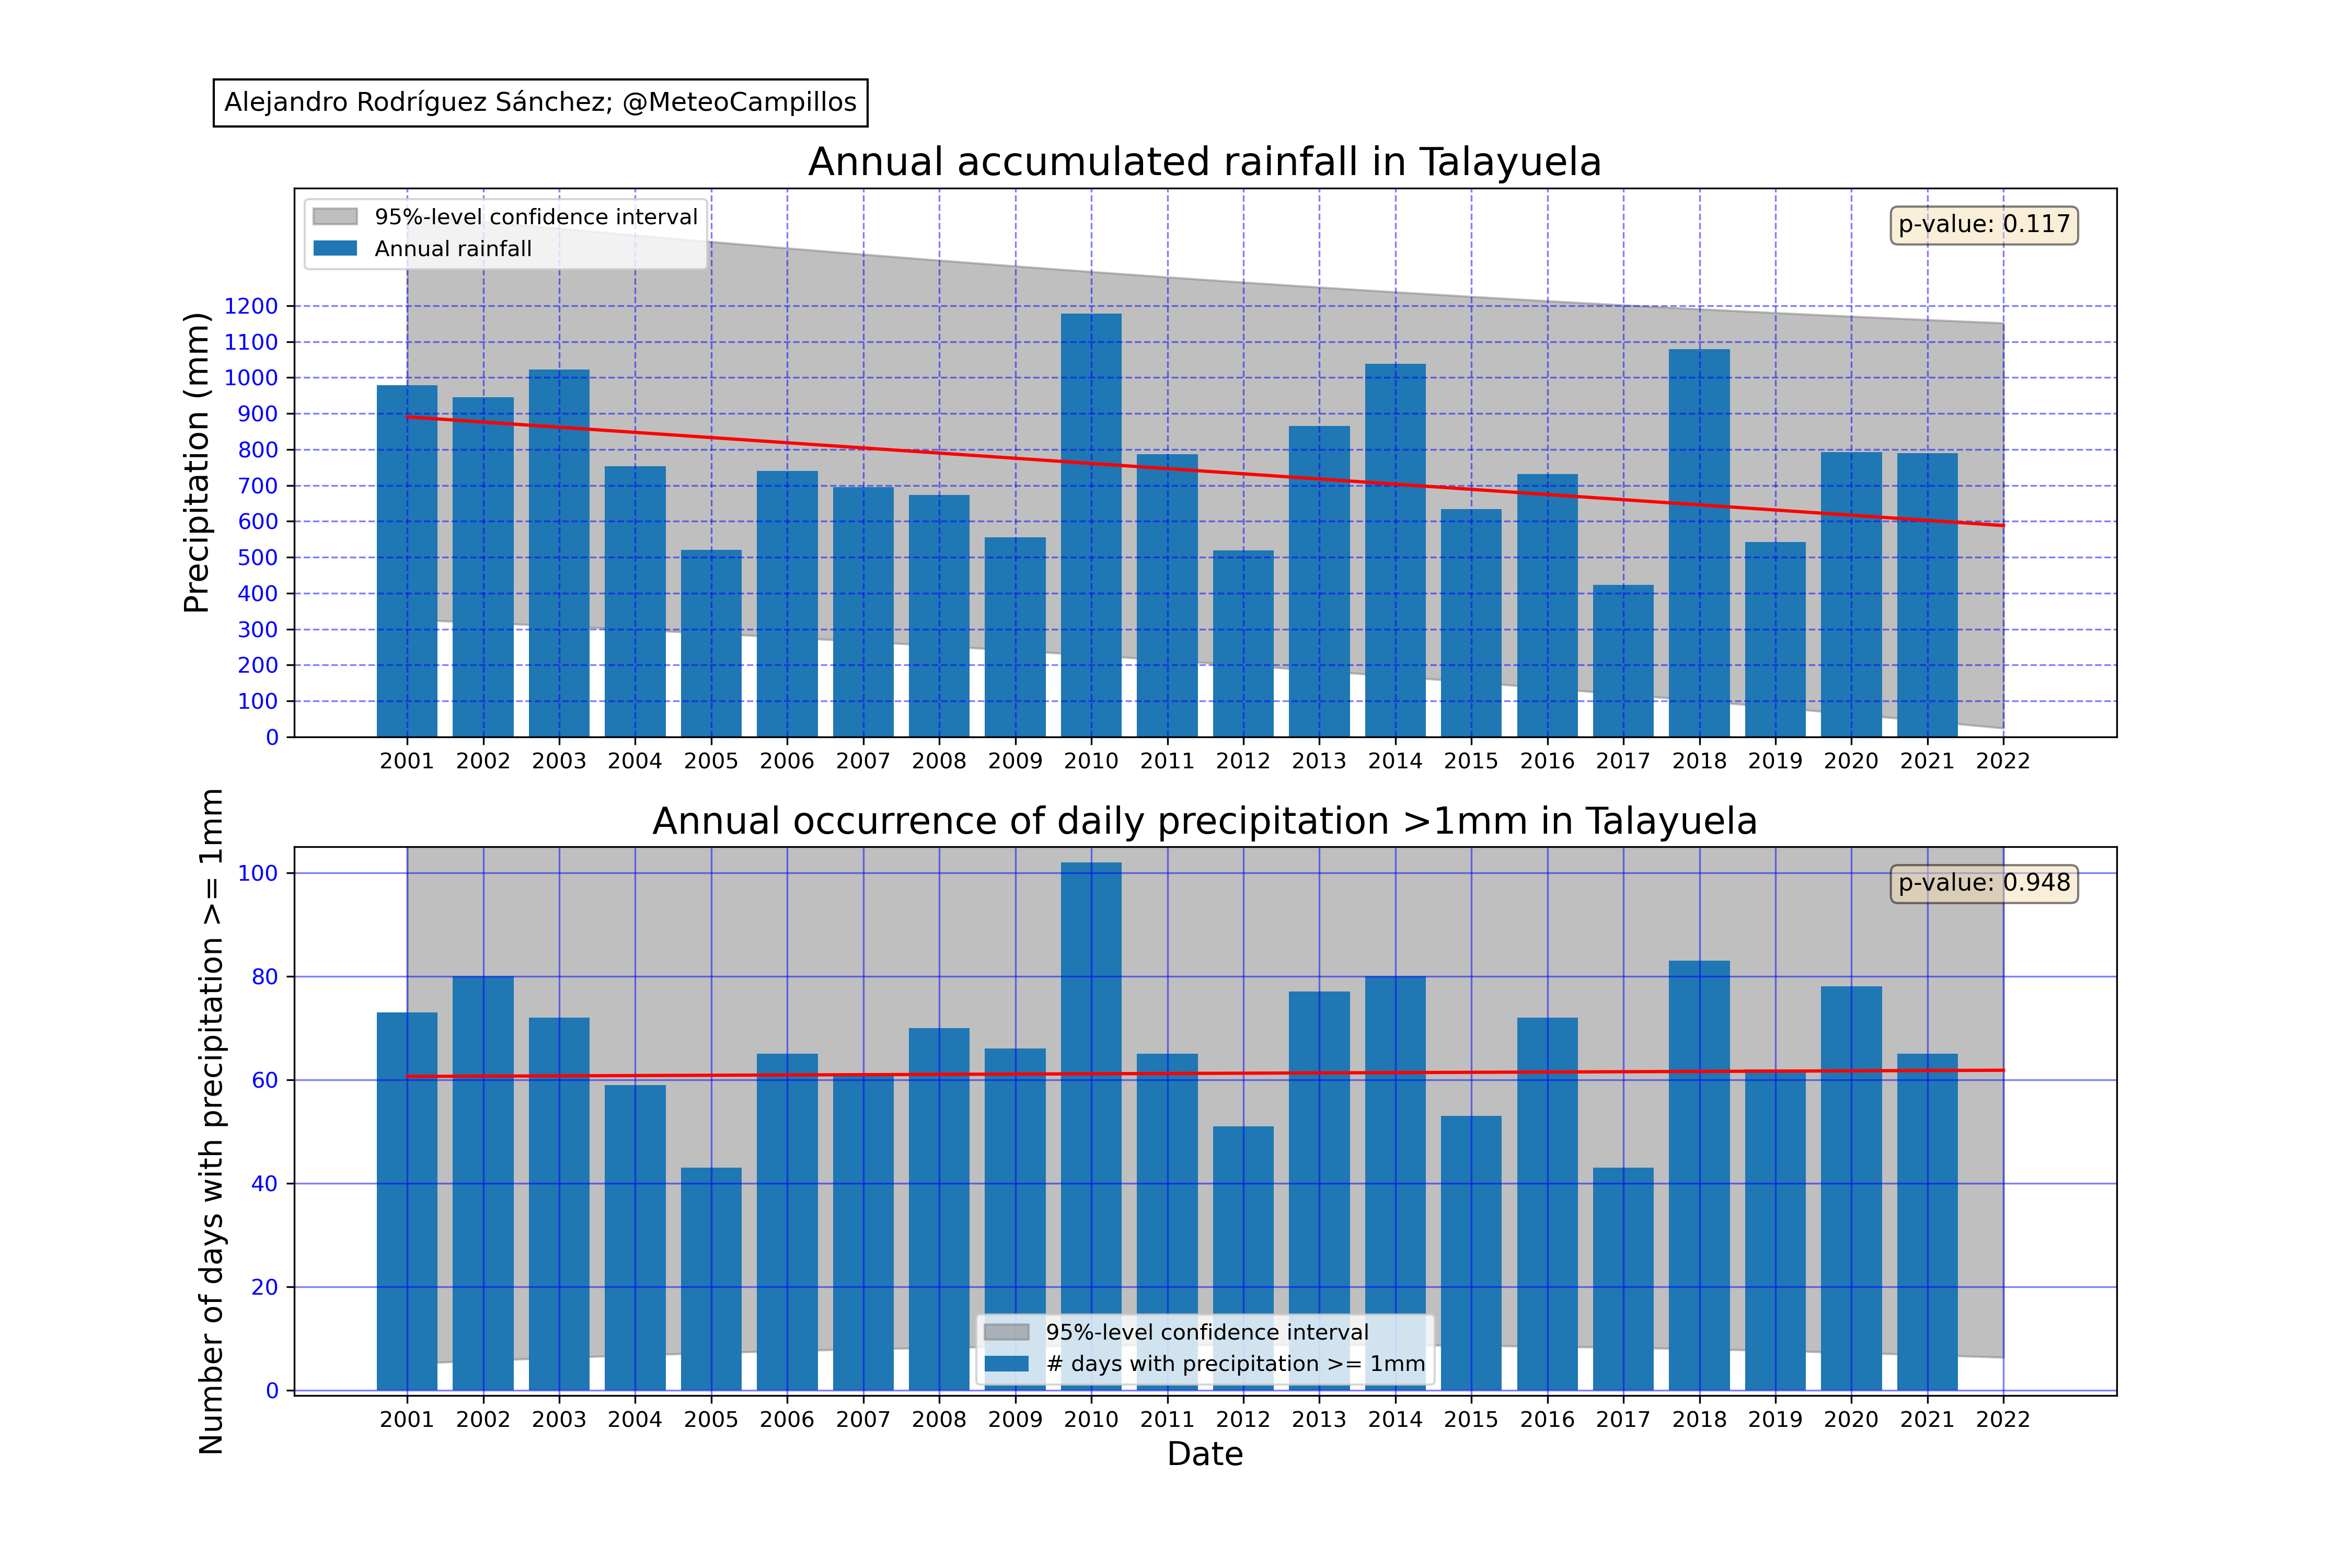 Alejandro Rodríguez Sánchez; @MeteoCampillos
Annual accumulated rainfall in Talayuela
95%-level confidence interval
Annual rainfall
p-value: 0.117
Precipitation (mm)
1200
1100
1000
900
800
700
600
500
400
300
200
100
0
2001 2002 2003 2004 2005 2006 2007 2008 2009 2010 2011 2012 2013 2014 2015 2016 2017 2018 2019 2020 2021 2022
Annual occurrence of daily precipitation >1mm in Talayuela
p-value: 0.948
Number of days with precipitation >= 1mm
100
80
60
40
20
0
95%-level confidence interval
# days with precipitation >= 1mm
2001 2002 2003 2004 2005 2006 2007 2008 2009 2010 2011 2012 2013 2014 2015 2016 2017 2018 2019 2020 2021 2022
Date